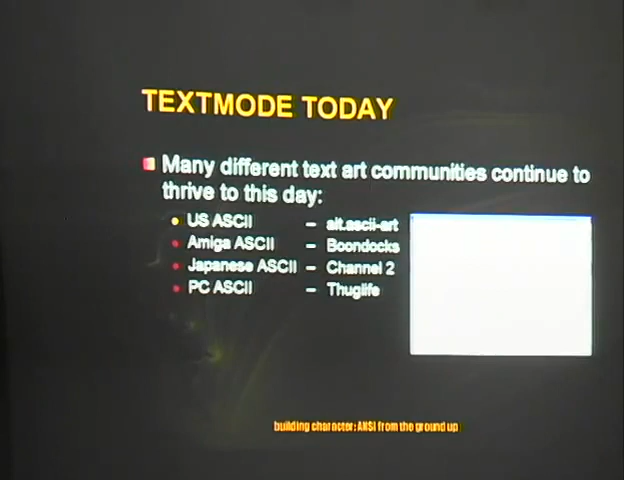 TEXTMODE TODAY
Many different text art communities continue to
thrive to this day:
US ASCII – alt.ascii-art
Amiga ASCII – Boondocks
Japanese ASCII – Channel 2
PC ASCII – Thuglife
building character: ANSI from the ground up